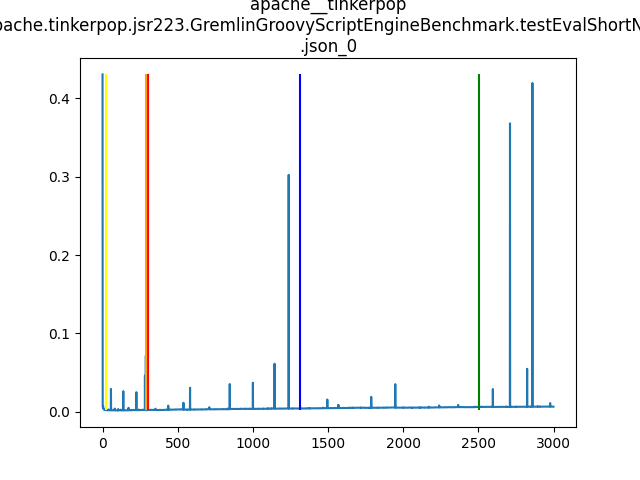 apache__tinkerpop
pache.tinkerpop.jsr223.GremlinGroovyScriptEngineBenchmark.testEvalShortN
.json_0
0.4
0.3
0.2
0.1
0.0
0 500 1000 1500 2000 2500 3000